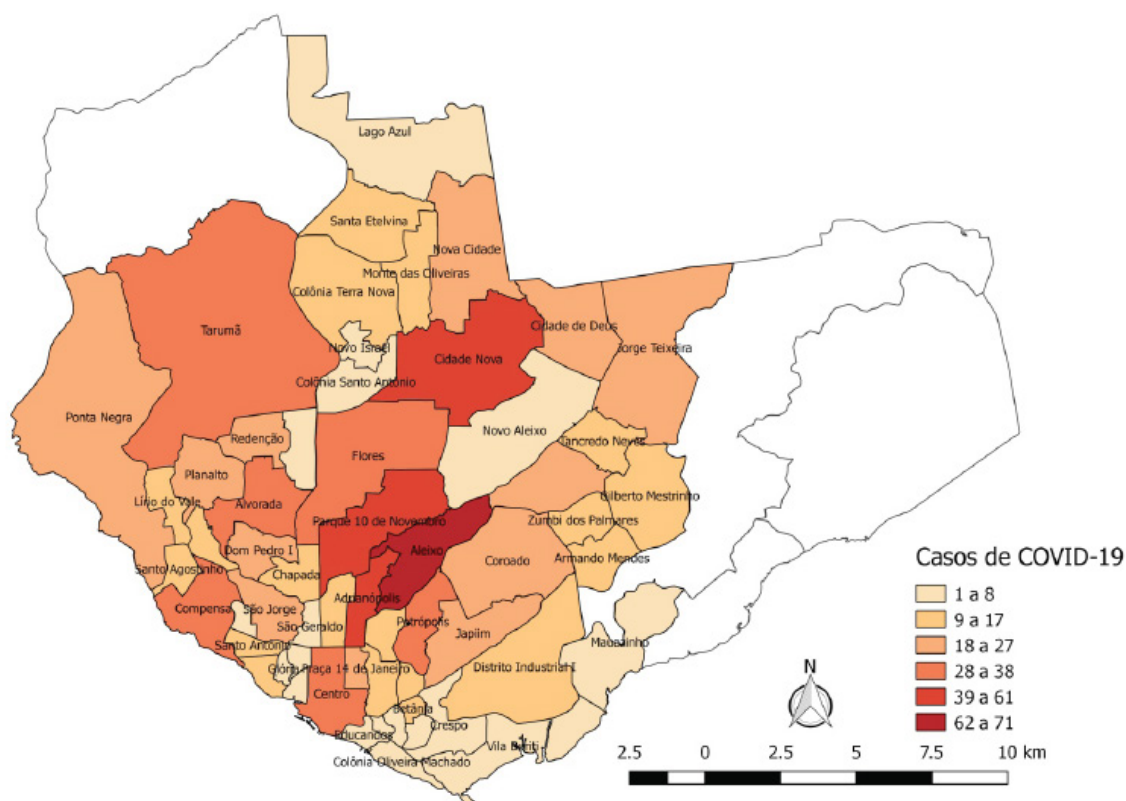 Lago Azul
Santa Etelvina
Nova Cidade
Monte das Oliveiras
Colônia Terra Nova
Tarumã
Cidade de Deus
Novo Israel
Jorge Teixeira
Cidade Nova
Colônia Santo Antônio
Ponta Negra
Novo Aleixo
Redenção
Tancredo Neves
Flores
Planalto
Lírio do Vale
Alvorada
Gilberto Mestrinho
Parque 10 de Novembro
Zumbi dos Palmares
Dom Pedro I
Aleixo
Coroado
Armando Mendes
Santo Agostinho
Chapada
Adrianópolis
Compensa
São Jorge
São Geraldo
Petrópolis
Japiim
Mauazinho
Santo Antônio
Glória
Praça 14 de Janeiro
Distrito Industrial I
Centro
Betânia
Crespo
Educandos
Vila Buriti
Colônia Oliveira Machado
Casos de COVID-19
1 a 8
9 a 17
18 a 27
28 a 38
39 a 61
62 a 71
N
2.5 0 2.5 5 7.5 10 km